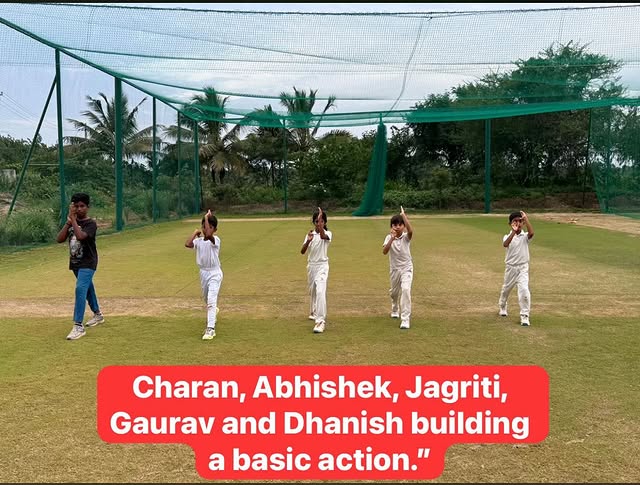 Charan, Abhishek, Jagriti,
Gaurav and Dhanish building
a basic action.”